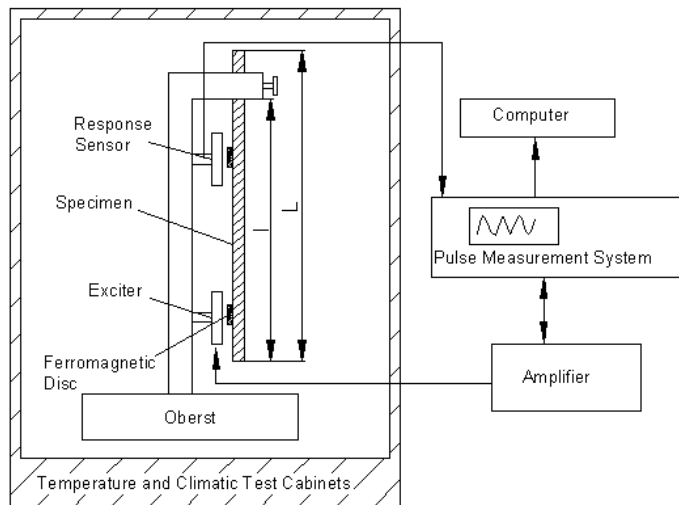 Response
Sensor
Specimen
Exciter
Ferromagnetic
Disc
Oberst
Temperature and Climatic Test Cabinets
l
L
Computer
Pulse Measurement System
Amplifier